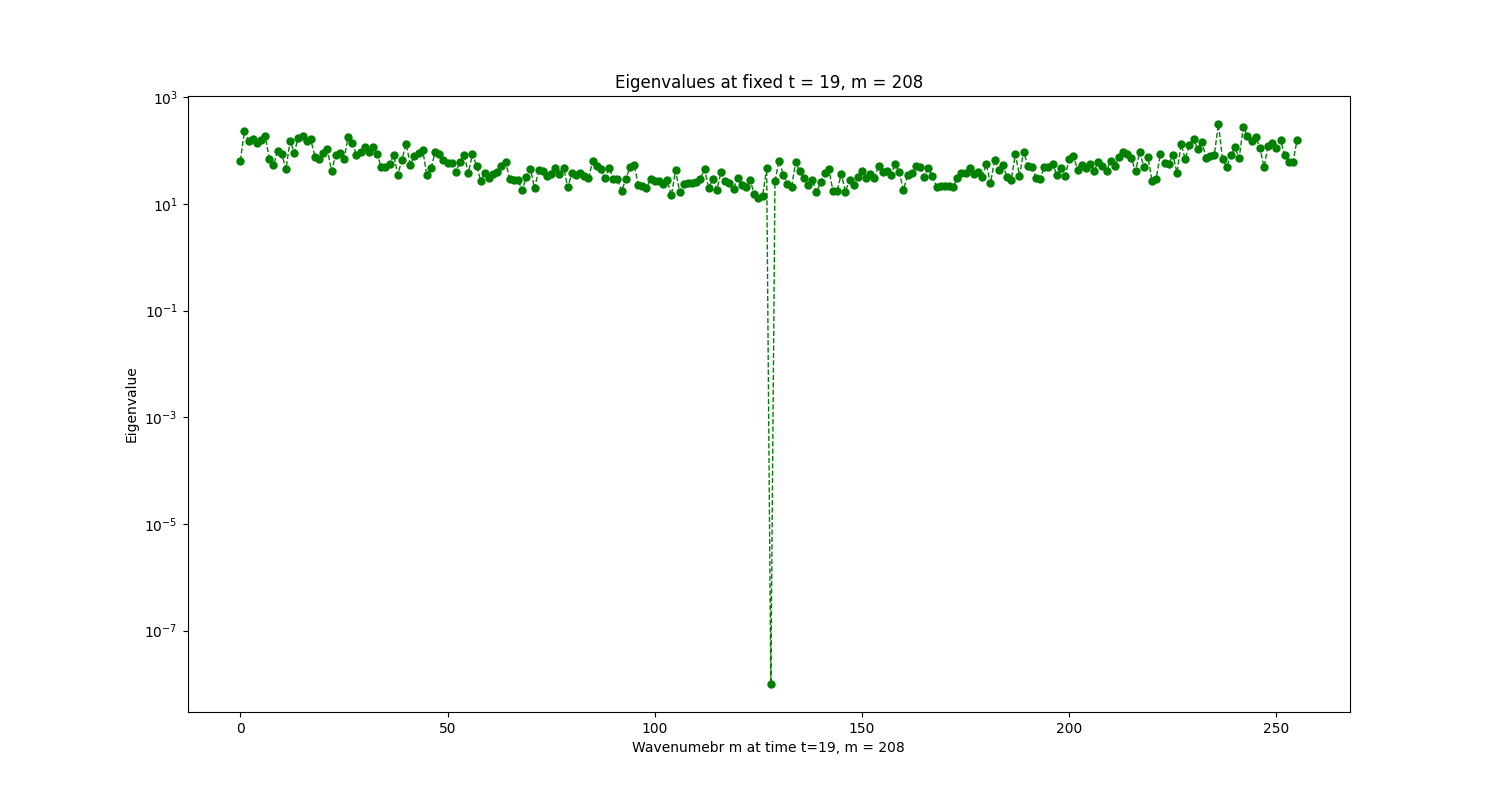 Eigenvalues at fixed t = 19, m = 208
10³
10¹
10⁻¹
10⁻³
10⁻⁵
10⁻⁷
Eigenvalue
0 50 100 150 200 250
Wavenumebr m at time t=19, m = 208